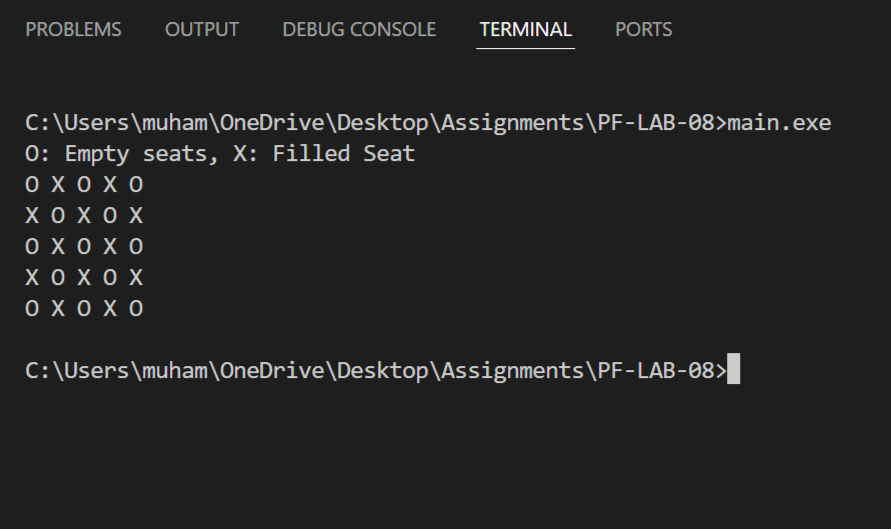 PROBLEMS OUTPUT DEBUG CONSOLE TERMINAL PORTS
C:\Users\muham\OneDrive\Desktop\Assignments\PF-LAB-08>main.exe
O: Empty seats, X: Filled Seat
O X O X O
X O X O X
O X O X O
X O X O X
O X O X O
C:\Users\muham\OneDrive\Desktop\Assignments\PF-LAB-08>